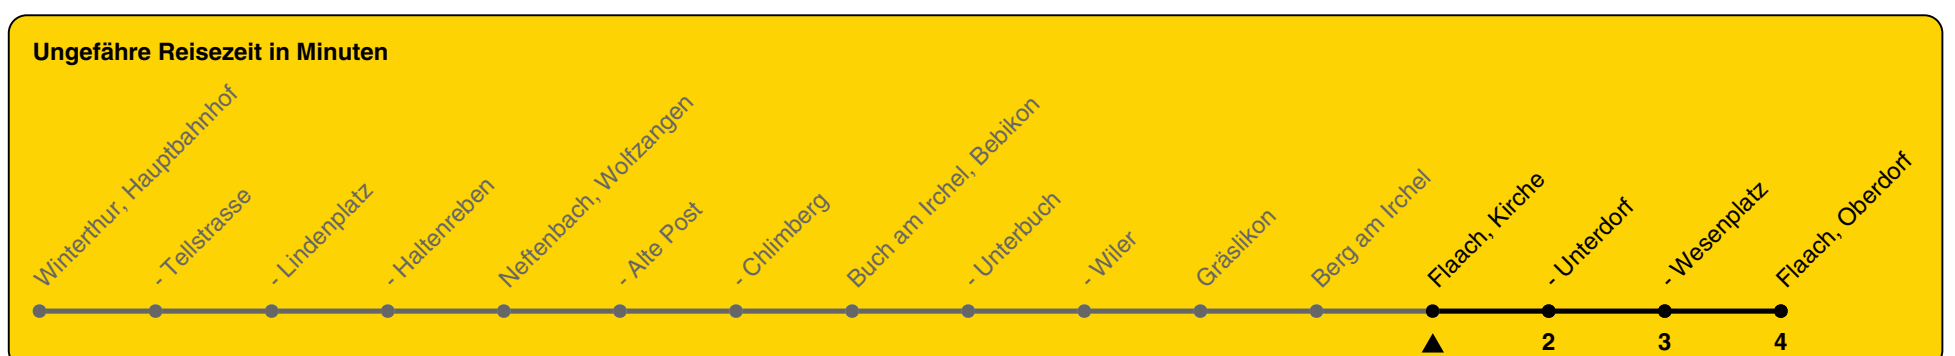 Ungefähre Reisezeit in Minuten
Winterthur, Hauptbahnhof
- Tellstrasse
- Lindenplatz
- Haltenreben
Neftenbach, Wolfzangen
- Alte Post
- Chlimberg
Buch am Irchel, Bebikon
- Unterbuch
- Wiler
Gräslikon
Berg am Irchel
Flaach, Kirche
- Unterdorf
- Wesenplatz
Flaach, Oberdorf
2 3 4